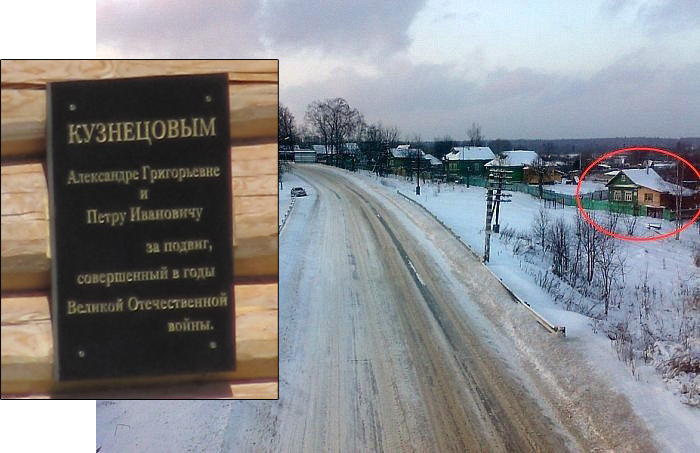 КУЗНЕЦОВЫМ
Александре Григорьевне
и
Петру Ивановичу
за подвиг,
совершенный в годы
Великой Отечественной
войны.